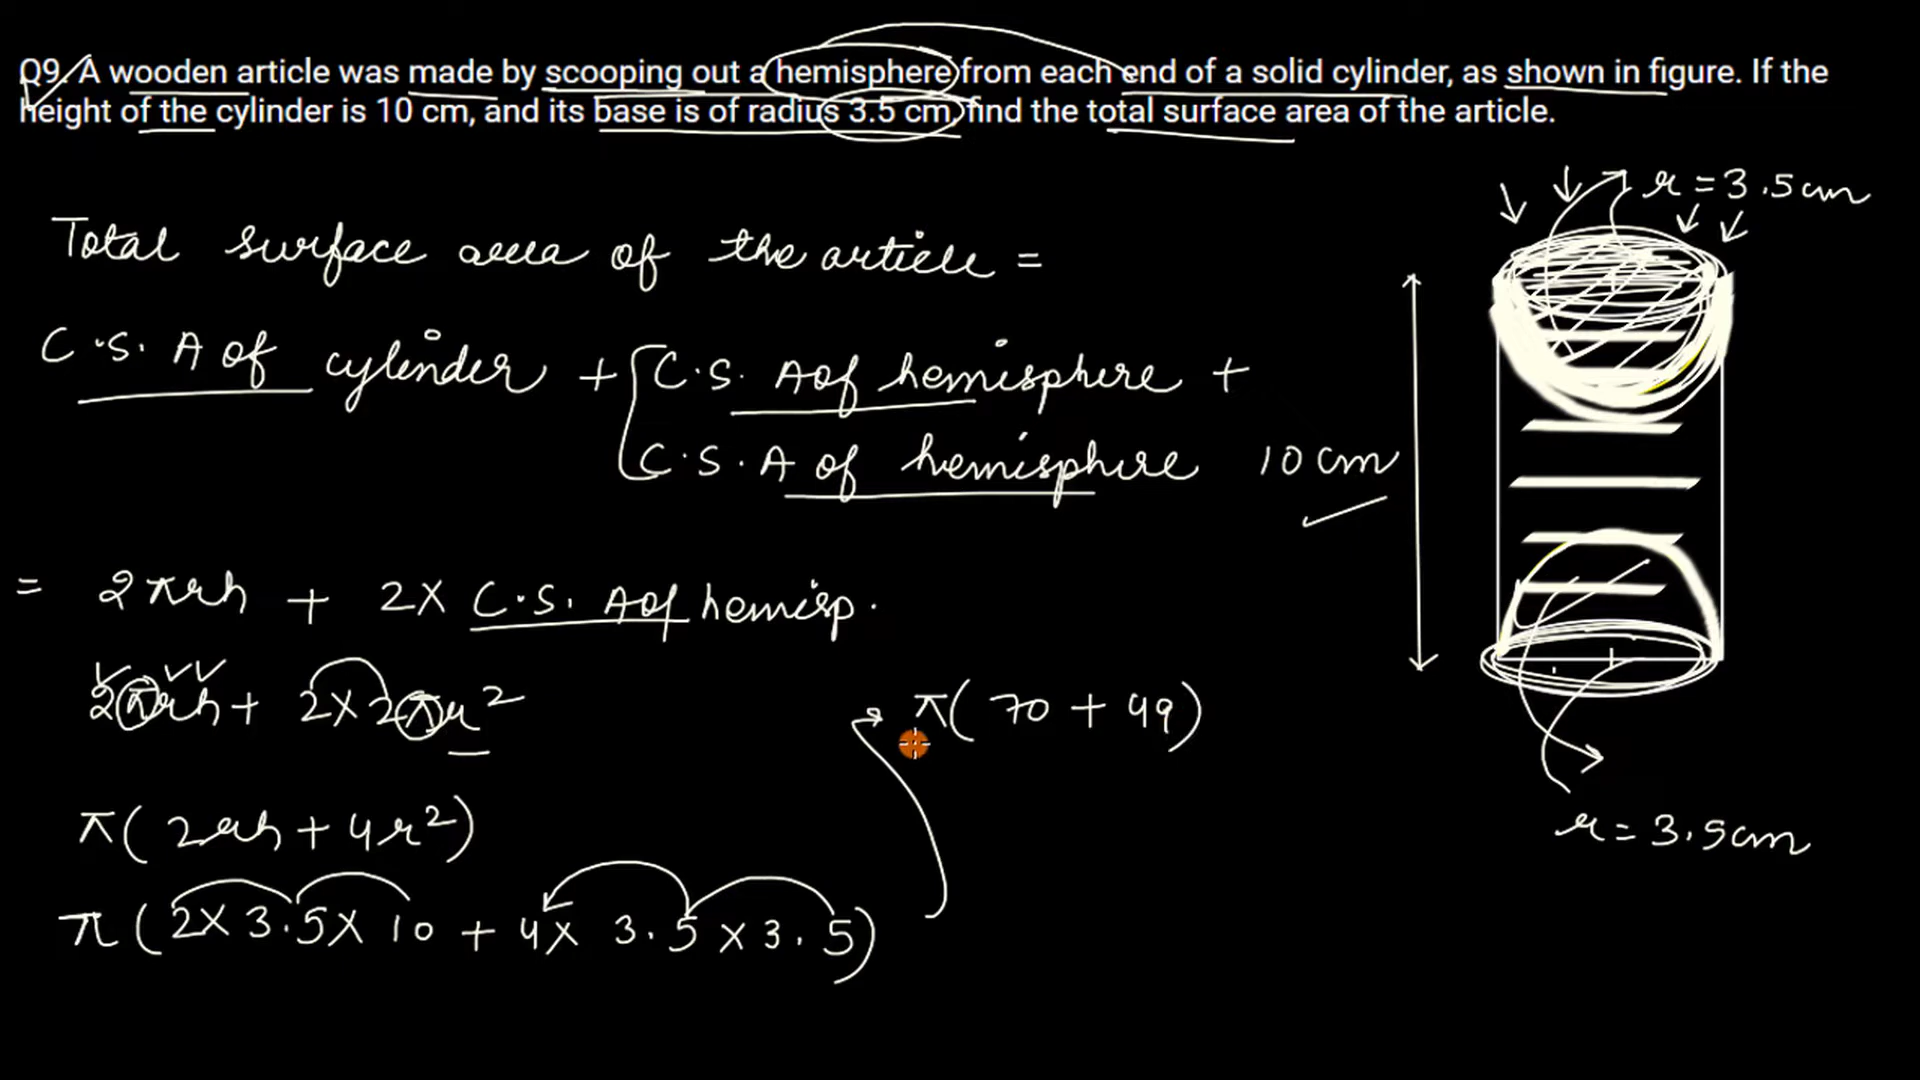 Q9. A wooden article was made by scooping out a hemisphere from each end of a solid cylinder, as shown in figure. If the
height of the cylinder is 10 cm, and its base is of radius 3.5 cm, find the total surface area of the article.
r = 3.5cm
Total surface area of the article =
C.S.A of cylinder + C.S. A of hemisphere +
C.S.A of hemisphere
10 cm
= 2πrh + 2x C.S. A of hemisp.
2πrh + 2x2πr²
π( 70 + 49)
π( 2rh + 4r²)
r = 3.5cm
π (2x 3.5x 10 + 4x 3.5 x 3.5)